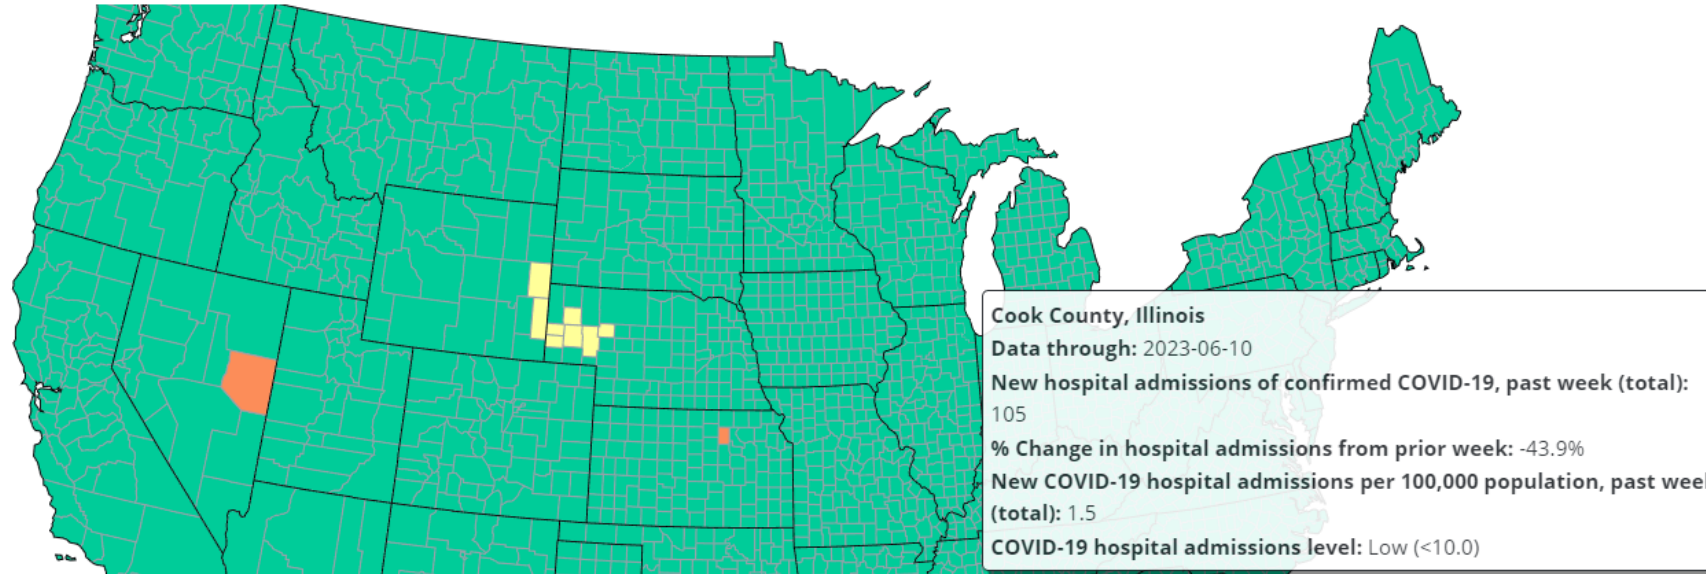 Cook County, Illinois
Data through: 2023-06-10
New hospital admissions of confirmed COVID-19, past week (total):
105
% Change in hospital admissions from prior week: -43.9%
New COVID-19 hospital admissions per 100,000 population, past wee
(total): 1.5
COVID-19 hospital admissions level: Low (<10.0)